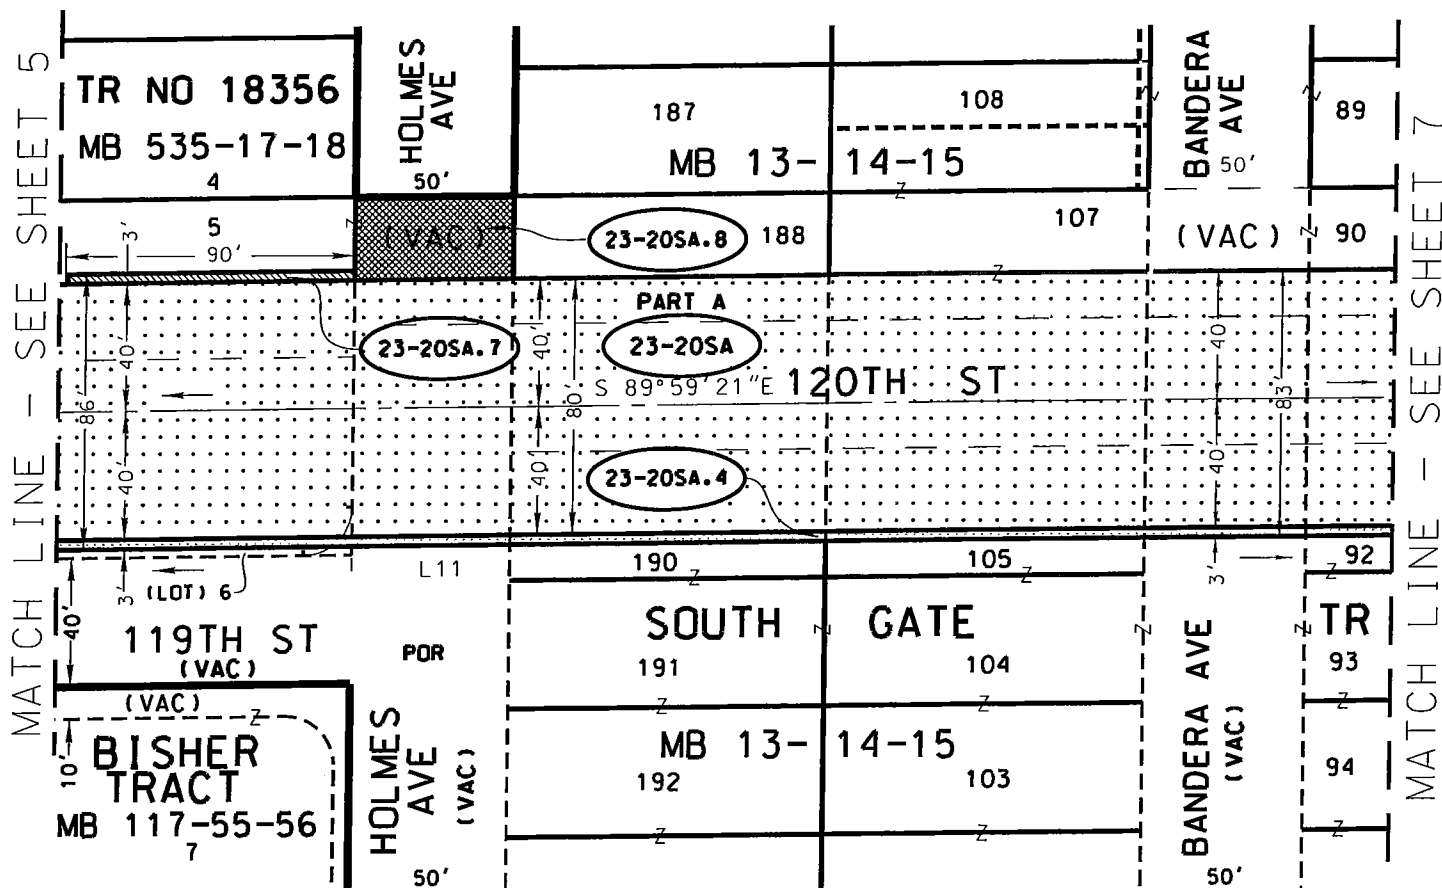 MATCH LINE - SEE SHEET 5
TR NO 18356
MB 535-17-18
4
5
3'
90'
HOLMES
AVE
50'
(VAC)
187
108
MB 13-14-15
BANDERA
AVE
50'
89
23-20SA.8
188
107
(VAC)
90
PART A
23-20SA.7
23-20SA
S 89°59'21"E
120TH ST
86'
40'
40'
40'
40'
80'
40'
40'
83'
23-20SA.4
3'
(LOT) 6
40'
L11
190
105
3'
92
119TH ST
(VAC)
POR
SOUTH GATE
TR
191
104
93
(VAC)
10'
BISHER
TRACT
MB 117-55-56
7
HOLMES
AVE
(VAC)
50'
MB 13-14-15
192
103
BANDERA AVE
(VAC)
50'
94
MATCH LINE - SEE SHEET 7